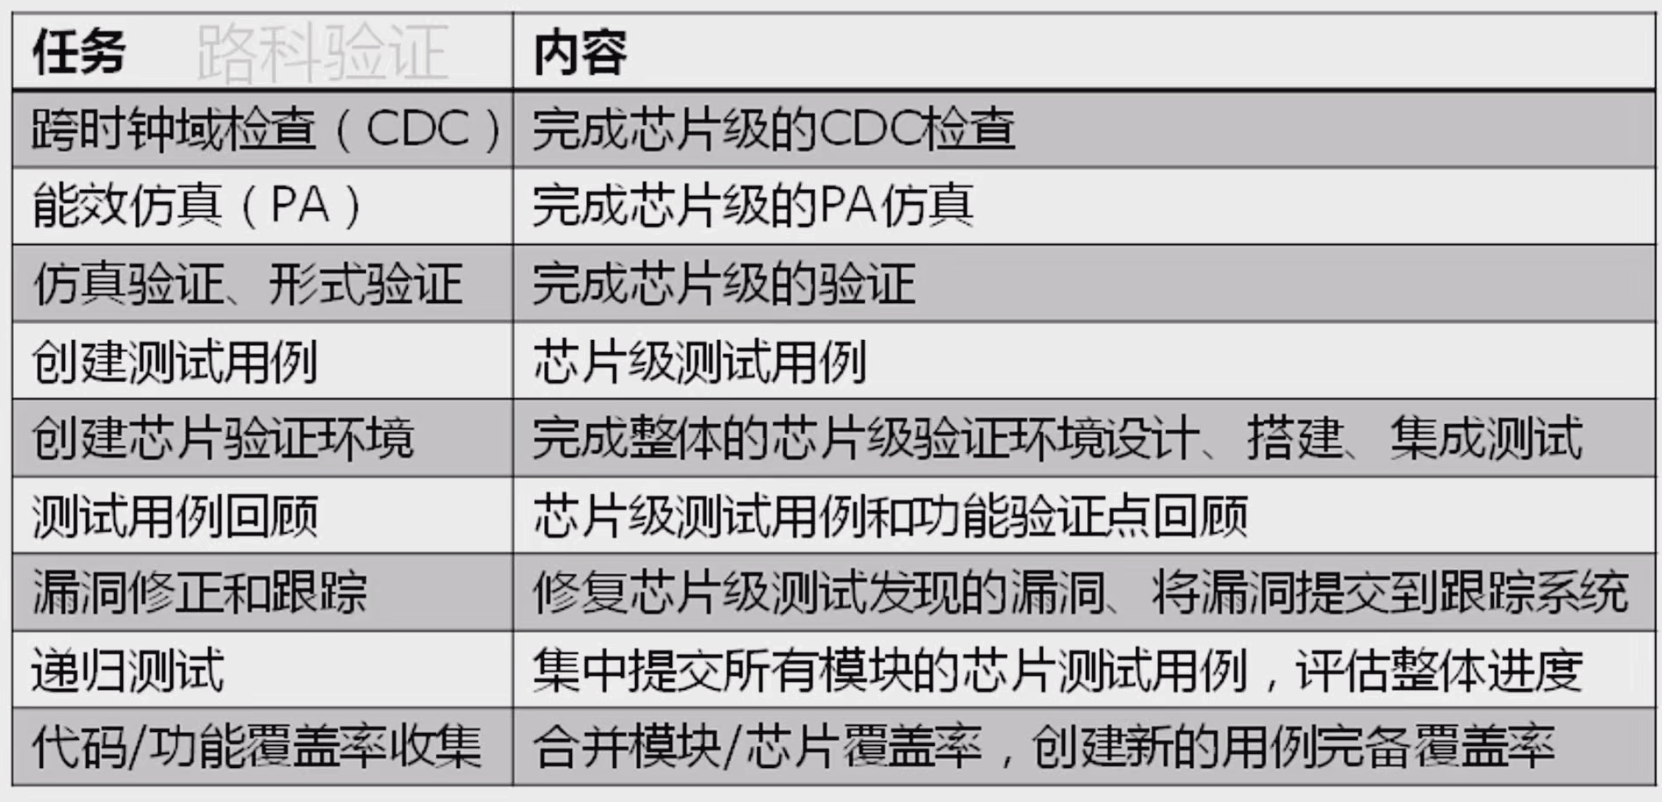 任务 路科验证 内容
跨时钟域检查（CDC） 完成芯片级的CDC检查
能效仿真（PA） 完成芯片级的PA仿真
仿真验证、形式验证 完成芯片级的验证
创建测试用例 芯片级测试用例
创建芯片验证环境 完成整体的芯片级验证环境设计、搭建、集成测试
测试用例回顾 芯片级测试用例和功能验证点回顾
漏洞修正和跟踪 修复芯片级测试发现的漏洞、将漏洞提交到跟踪系统
递归测试 集中提交所有模块的芯片测试用例，评估整体进度
代码/功能覆盖率收集 合并模块/芯片覆盖率，创建新的用例完备覆盖率